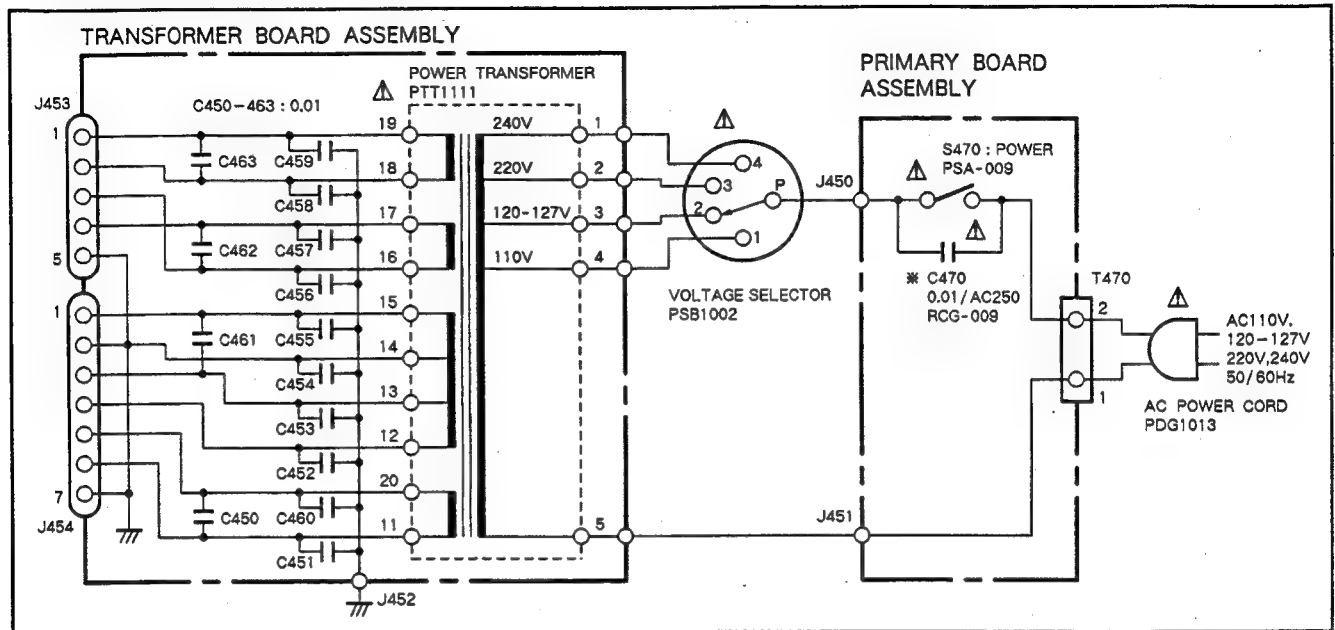 TRANSFORMER BOARD ASSEMBLY
POWER TRANSFORMER
PTT1111
C450-463 : 0.01
J453
1
5
1
7
J454
C463
C459
C458
C462
C457
C456
C461
C455
C454
C453
C452
C450
C460
C451
J452
19
18
17
16
15
14
13
12
20
11
240V
220V
120-127V
110V
1
2
3
4
5
4
3
2
1
P
VOLTAGE SELECTOR
PSB1002
PRIMARY BOARD
ASSEMBLY
J450
J451
S470 : POWER
PSA-009
※ C470
0.01/AC250
RCG-009
T470
2
1
AC110V,
120-127V
220V,240V
50/60Hz
AC POWER CORD
PDG1013